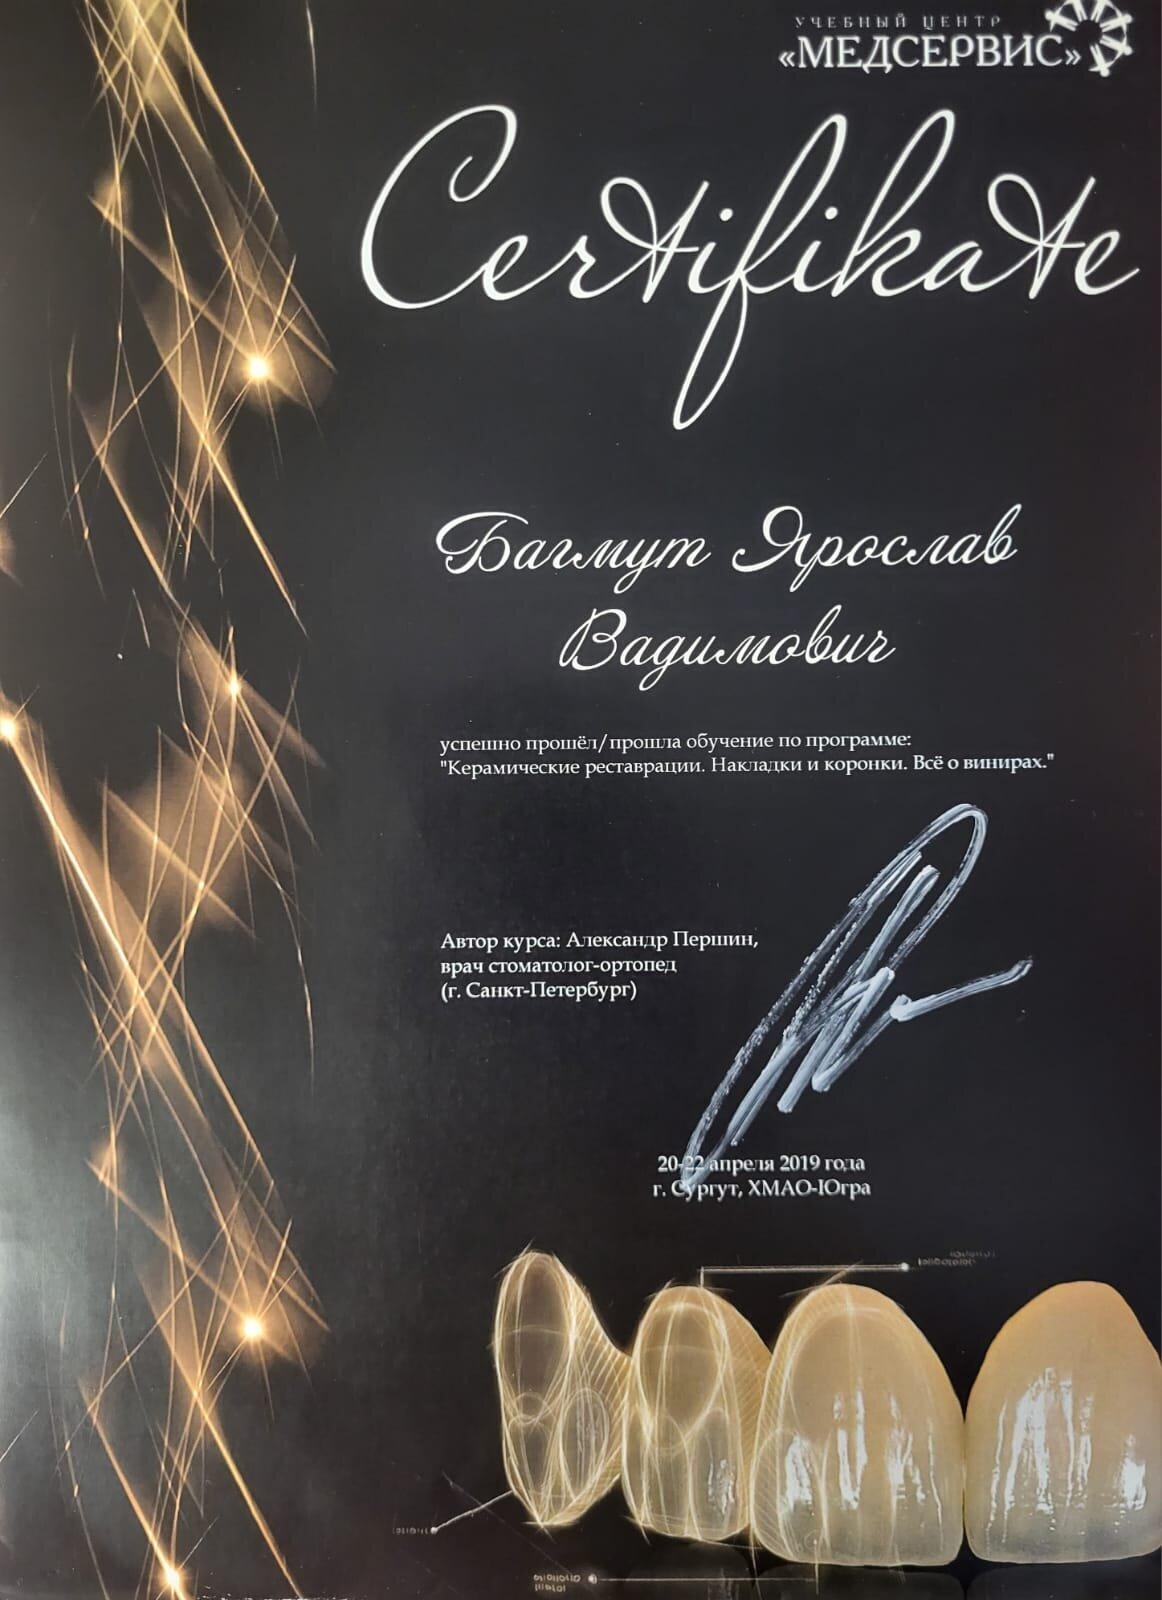 УЧЕБНЫЙ ЦЕНТР
«МЕДСЕРВИС»
Certifikate
Багмут Ярослав
Вадимович
успешно прошёл/прошла обучение по программе:
"Керамические реставрации. Накладки и коронки. Всё о винирах."
Автор курса: Александр Першин,
врач стоматолог-ортопед
(г. Санкт-Петербург)
20-22 апреля 2019 года
г. Сургут, ХМАО-Югра